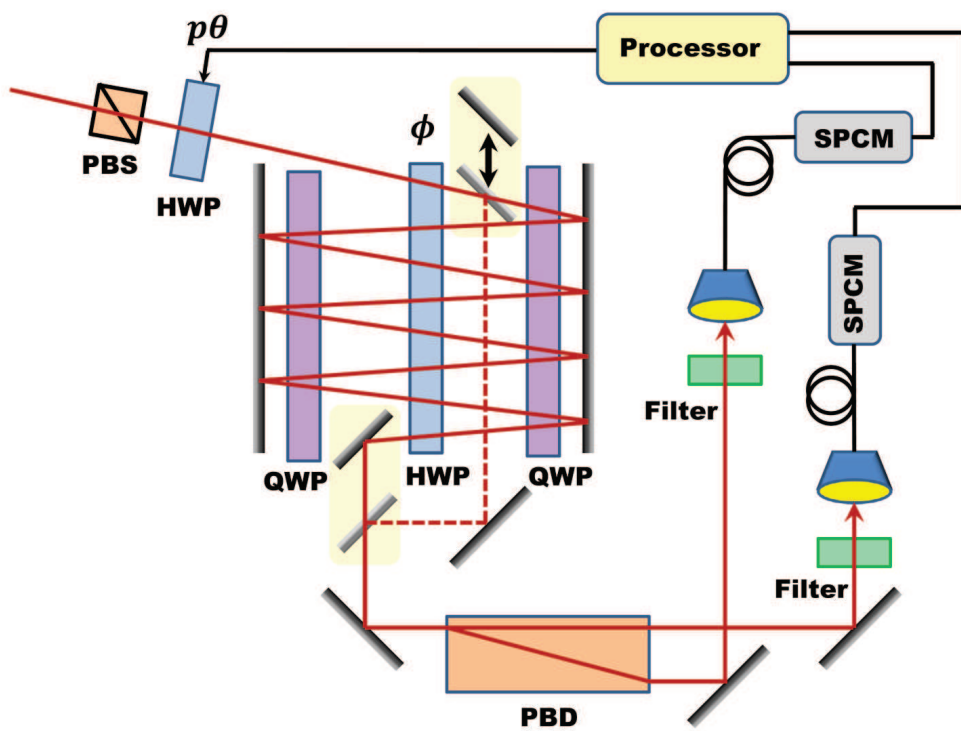 pθ
Processor
PBS
HWP
ϕ
SPCM
SPCM
Filter
QWP
HWP
QWP
Filter
PBD